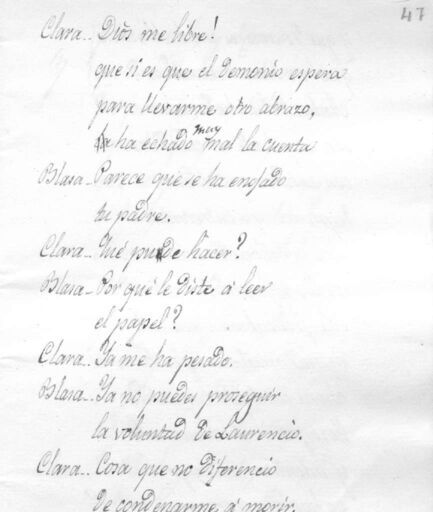 47
Clara.. Dios me libre!
que si es que el demonio espera
para llevarme otro abrazo,
ha echado muy mal la cuenta
Blasa.. Parece que se ha enojado
tu padre.
Clara.. Qué puede hacer?
Blasa.. Por qué le diste á leer
el papel?
Clara.. Ya me ha pesado.
Blasa.. Ya no puedes proseguir
la voluntad de Laurencio.
Clara.. Cosa que no diferencio
de condenarme á morir.